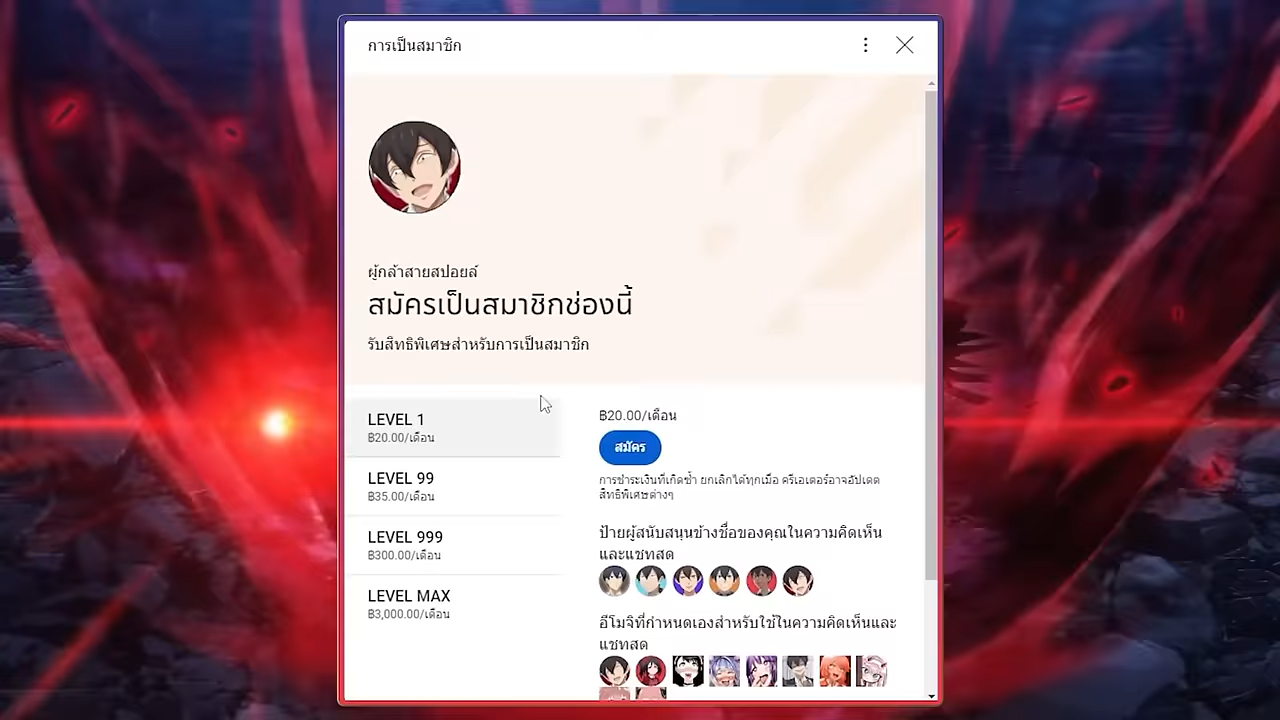 การเป็นสมาชิก
ผู้กล้าสายสปอยล์
สมัครเป็นสมาชิกช่องนี้
รับสิทธิพิเศษสำหรับการเป็นสมาชิก
LEVEL 1
฿20.00/เดือน
LEVEL 99
฿35.00/เดือน
LEVEL 999
฿300.00/เดือน
LEVEL MAX
฿3,000.00/เดือน
฿20.00/เดือน
สมัคร
การชำระเงินที่เกิดซ้ำ ยกเลิกได้ทุกเมื่อ ครีเอเตอร์อาจอัปเดต
สิทธิพิเศษต่างๆ
ป้ายผู้สนับสนุนข้างชื่อของคุณในความคิดเห็น
และแชทสด
อีโมจิที่กำหนดเองสำหรับใช้ในความคิดเห็นและ
แชทสด